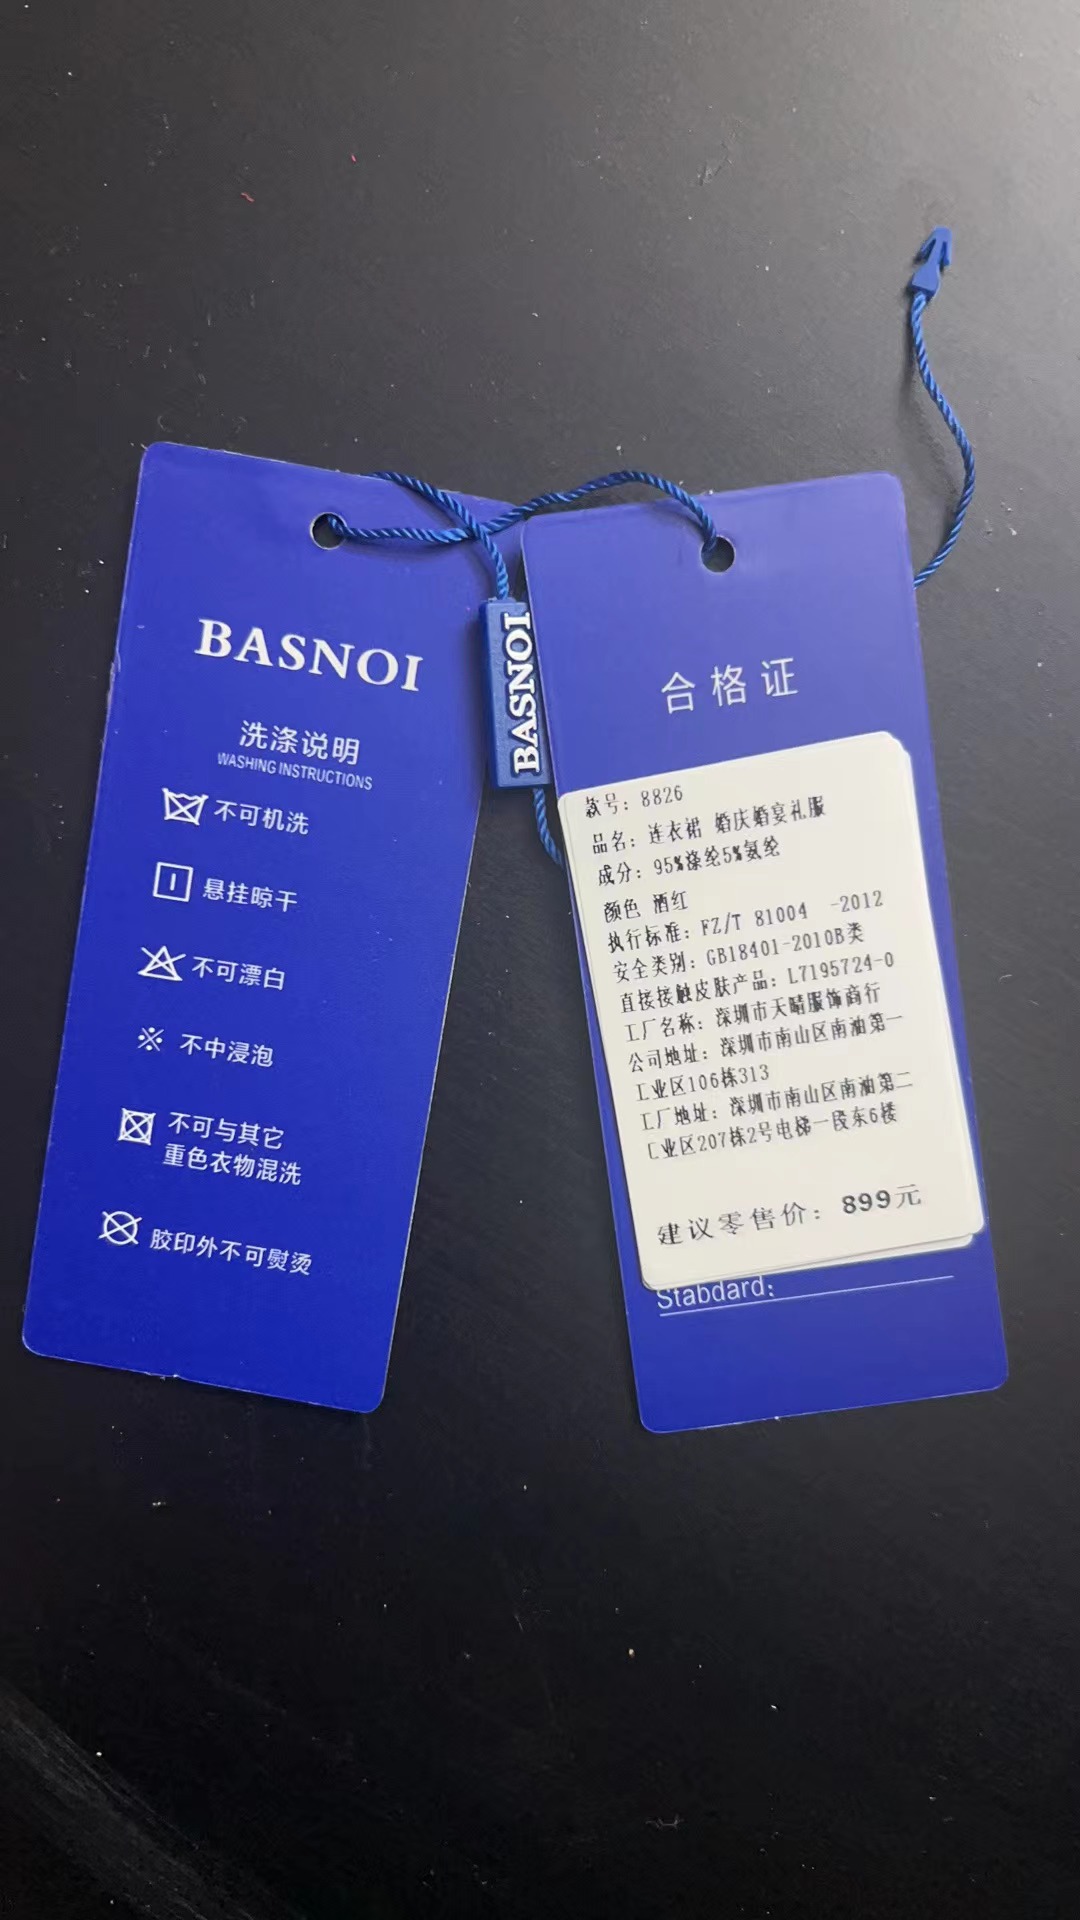 BASNOI
洗涤说明
WASHING INSTRUCTIONS
不可机洗
悬挂晾干
不可漂白
※ 不中浸泡
不可与其它
重色衣物混洗
胶印外不可熨烫
BASNOI
合格证
款号：8826
品名：连衣裙 婚庆婚宴礼服
成分：95%涤纶5%氨纶
颜色 酒红
执行标准：FZ/T 81004 -2012
安全类别：GB18401-2010B类
直接接触皮肤产品：L7195724-0
工厂名称：深圳市天晴服饰商行
公司地址：深圳市南山区南油第一
工业区106栋313
工厂地址：深圳市南山区南油第二
工业区207栋2号电梯一段东6楼
建议零售价：899元
Stabdard: